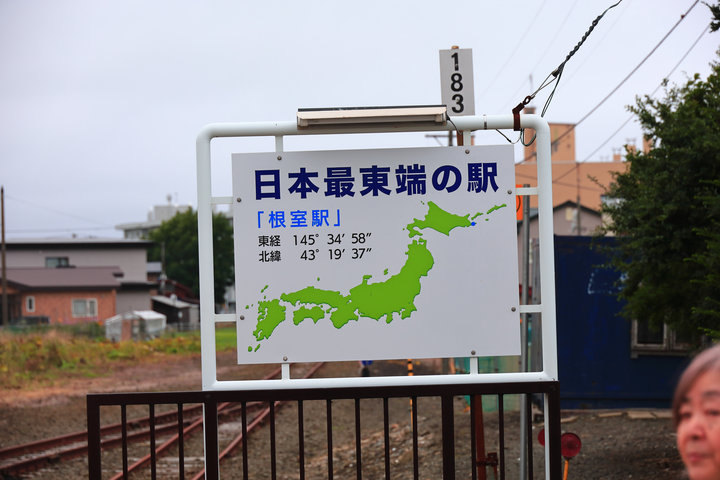 183
日本最東端の駅
「根室駅」
東経 145° 34′ 58″
北緯 43° 19′ 37″